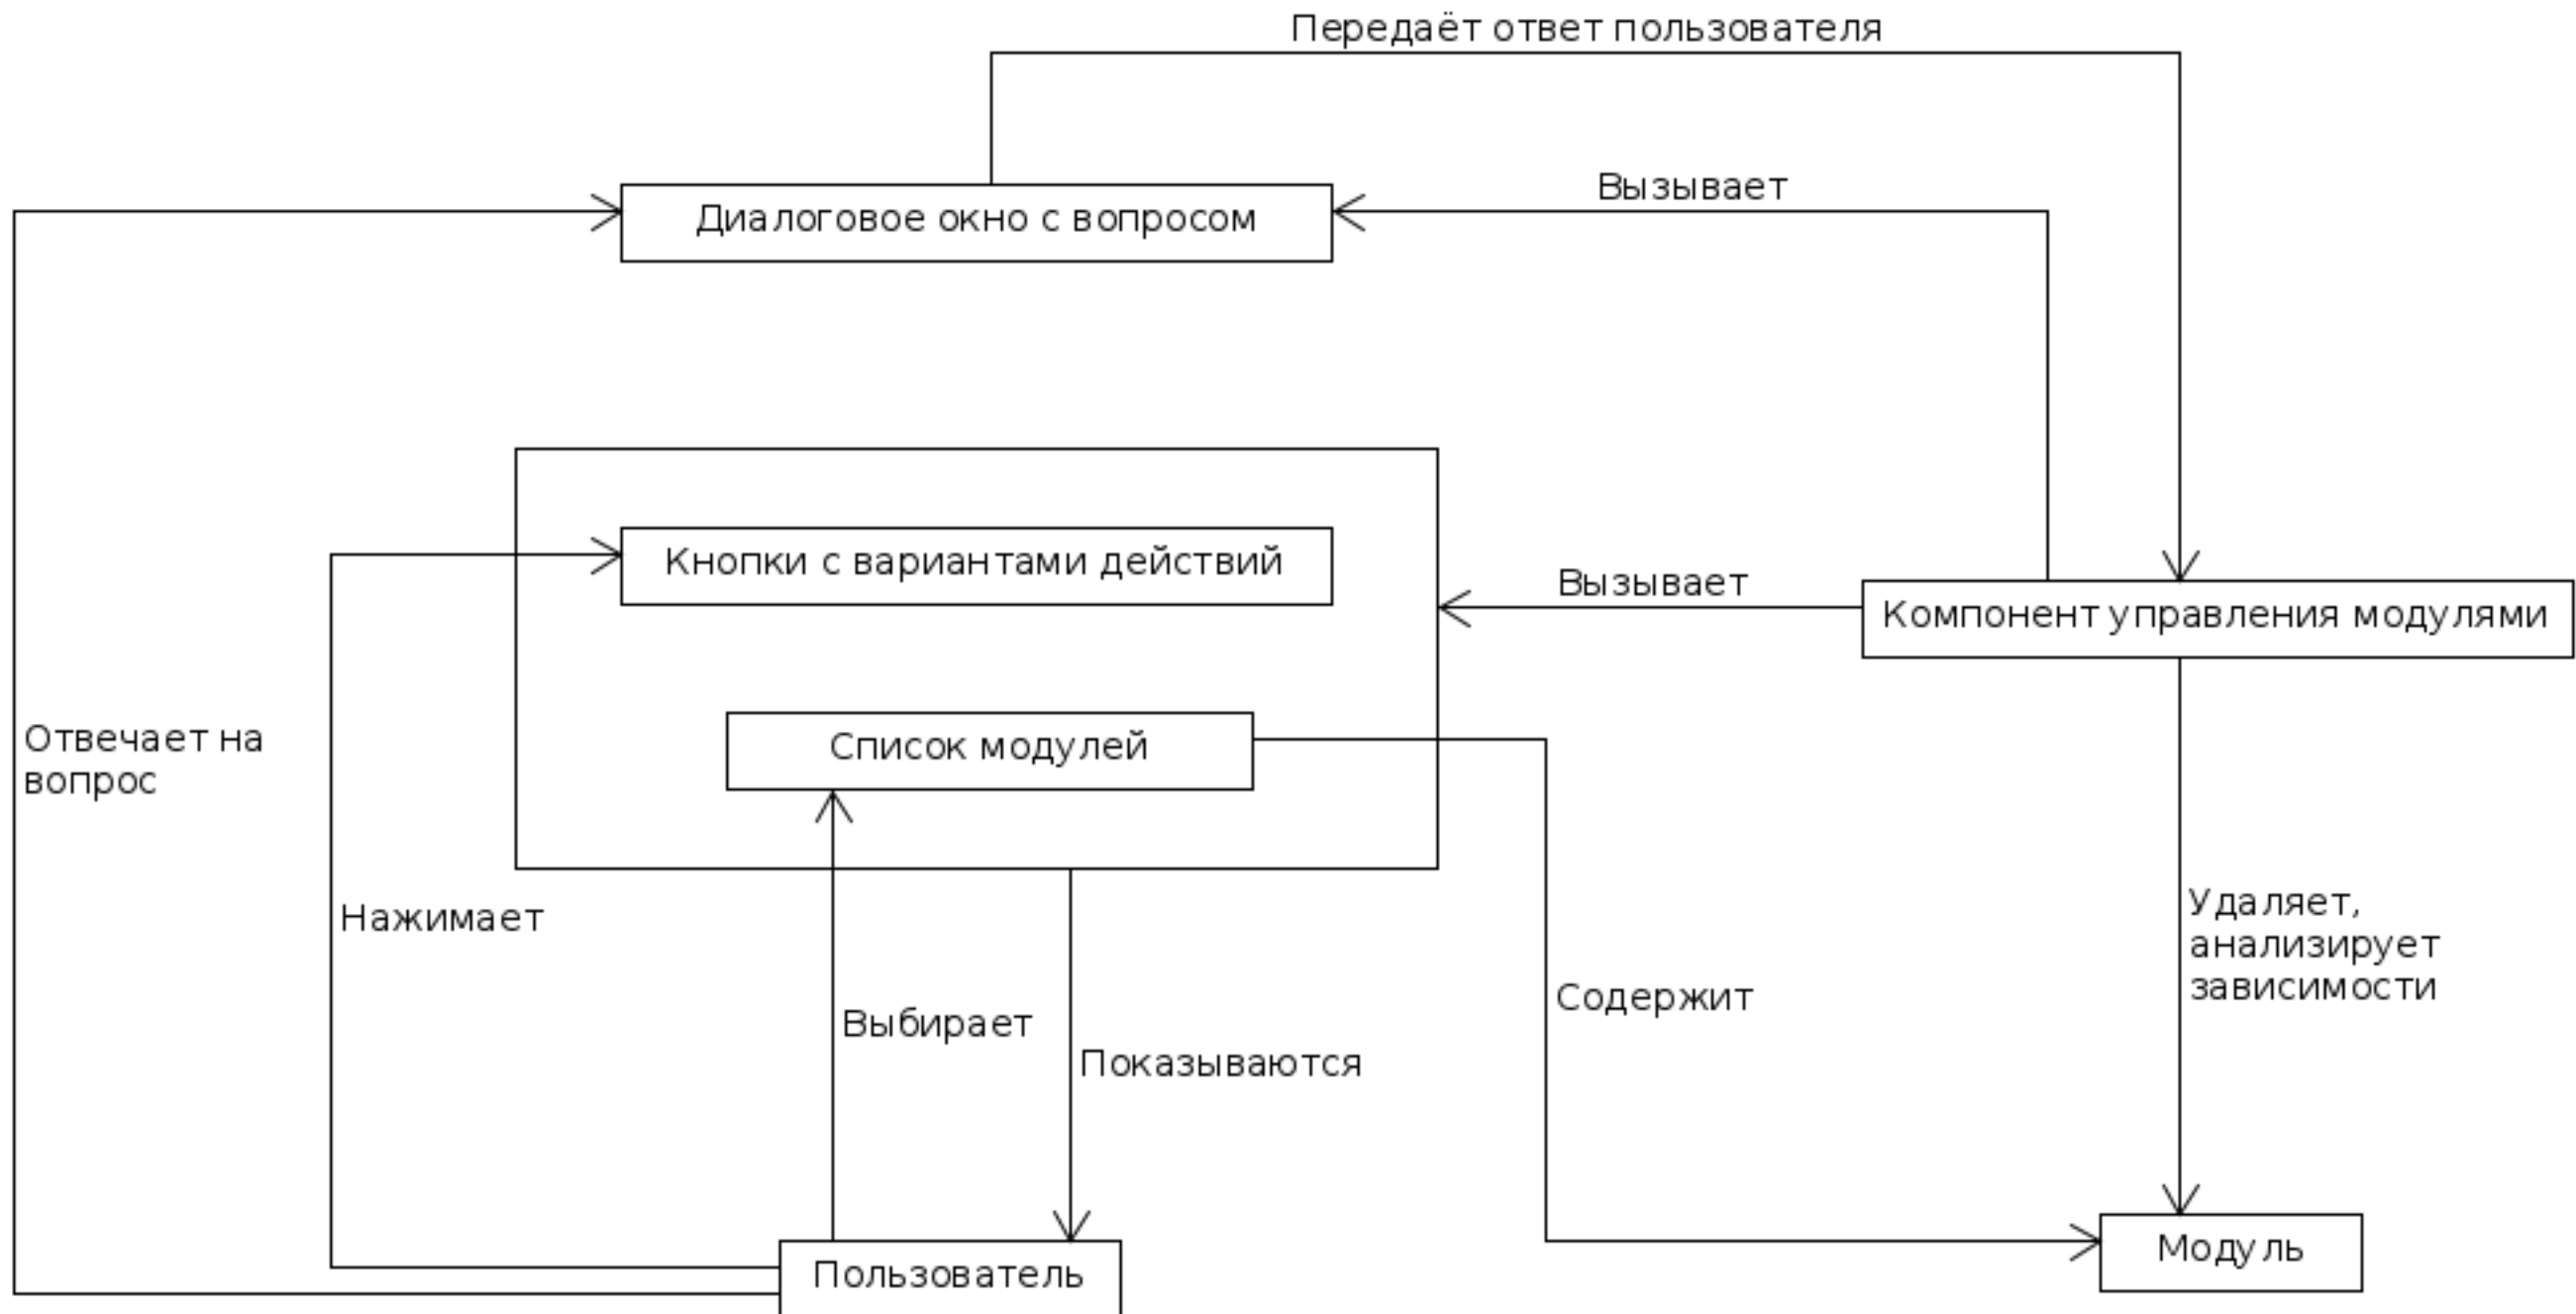 Передаёт ответ пользователя
Вызывает
Диалоговое окно с вопросом
Кнопки с вариантами действий
Вызывает
Компонент управления модулями
Список модулей
Отвечает на
вопрос
Нажимает
Удаляет,
анализирует
зависимости
Содержит
Выбирает
Показываются
Модуль
Пользователь